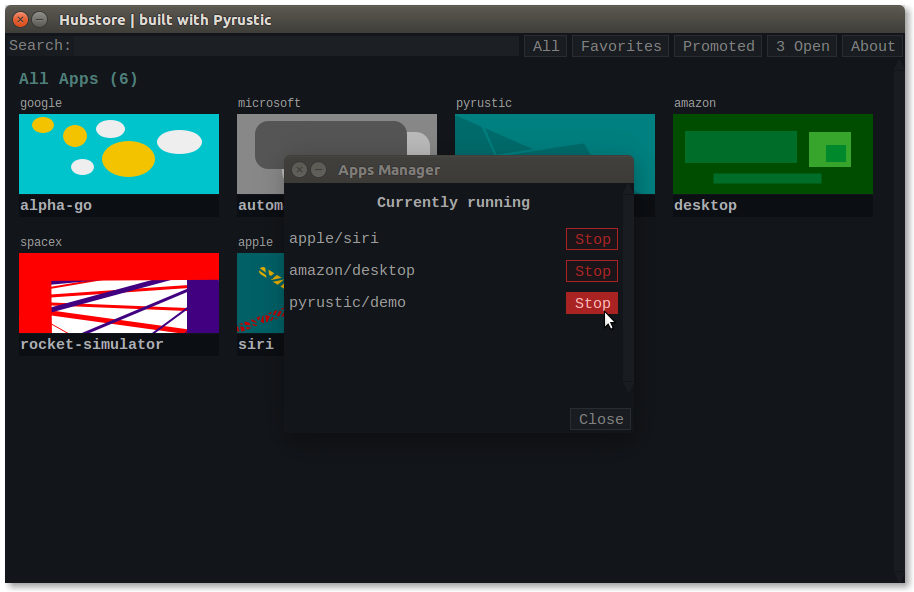 Hubstore | built with Pyrustic
Search: All Favorites Promoted 3 Open About
All Apps (6)
google microsoft pyrustic amazon
alpha-go autom desktop
spacex apple
rocket-simulator siri
Apps Manager
Currently running
apple/siri Stop
amazon/desktop Stop
pyrustic/demo Stop
Close